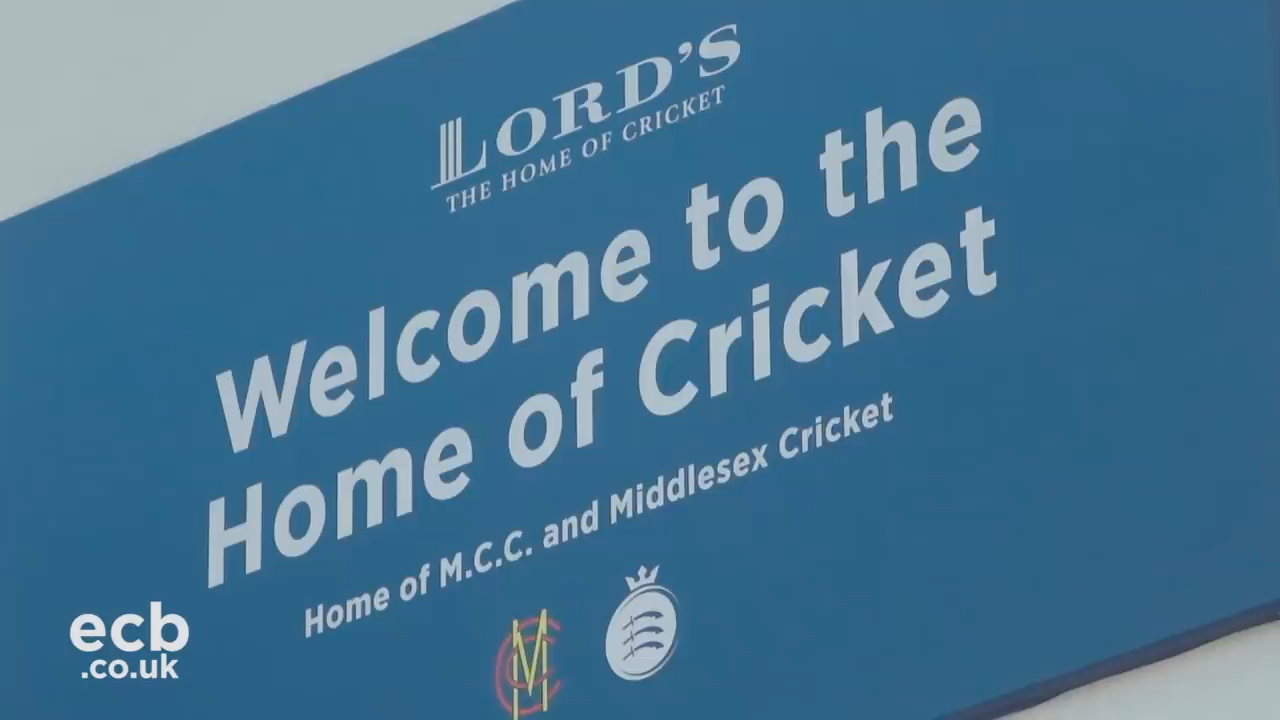 LORD'S
THE HOME OF CRICKET
Welcome to the
Home of Cricket
Home of M.C.C. and Middlesex Cricket
MCC
ecb
.co.uk